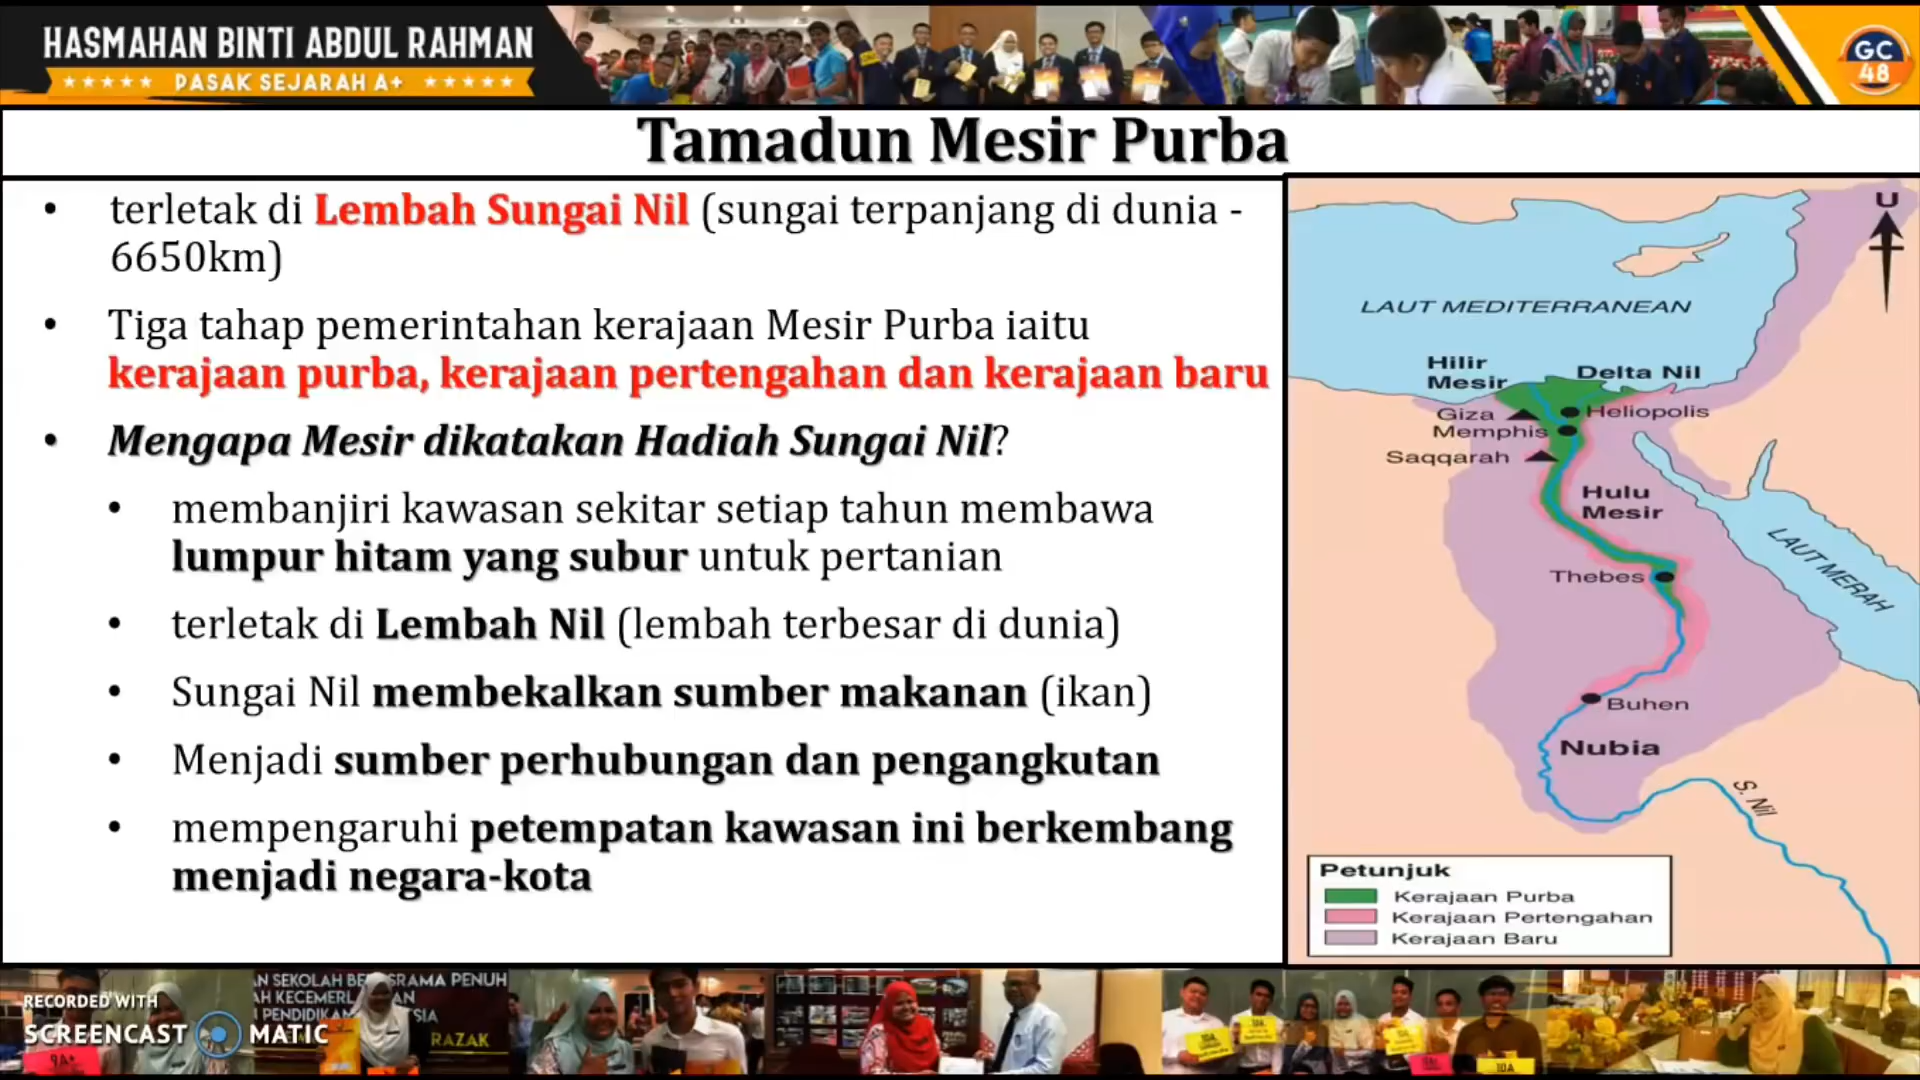 HASMAHAN BINTI ABDUL RAHMAN
PASAK SEJARAH A+
GC
48
Tamadun Mesir Purba
• terletak di Lembah Sungai Nil (sungai terpanjang di dunia -
6650km)
• Tiga tahap pemerintahan kerajaan Mesir Purba iaitu
kerajaan purba, kerajaan pertengahan dan kerajaan baru
• Mengapa Mesir dikatakan Hadiah Sungai Nil?
• membanjiri kawasan sekitar setiap tahun membawa
lumpur hitam yang subur untuk pertanian
• terletak di Lembah Nil (lembah terbesar di dunia)
• Sungai Nil membekalkan sumber makanan (ikan)
• Menjadi sumber perhubungan dan pengangkutan
• mempengaruhi petempatan kawasan ini berkembang
menjadi negara-kota
U
LAUT MEDITERRANEAN
Hilir
Mesir
Delta Nil
Giza
Heliopolis
Memphis
Saqqarah
Hulu
Mesir
LAUT MERAH
Thebes
Buhen
Nubia
S. Nil
Petunjuk
Kerajaan Purba
Kerajaan Pertengahan
Kerajaan Baru
RECORDED WITH
SCREENCAST MATIC
SEKOLAH
PENUH
RAZAK